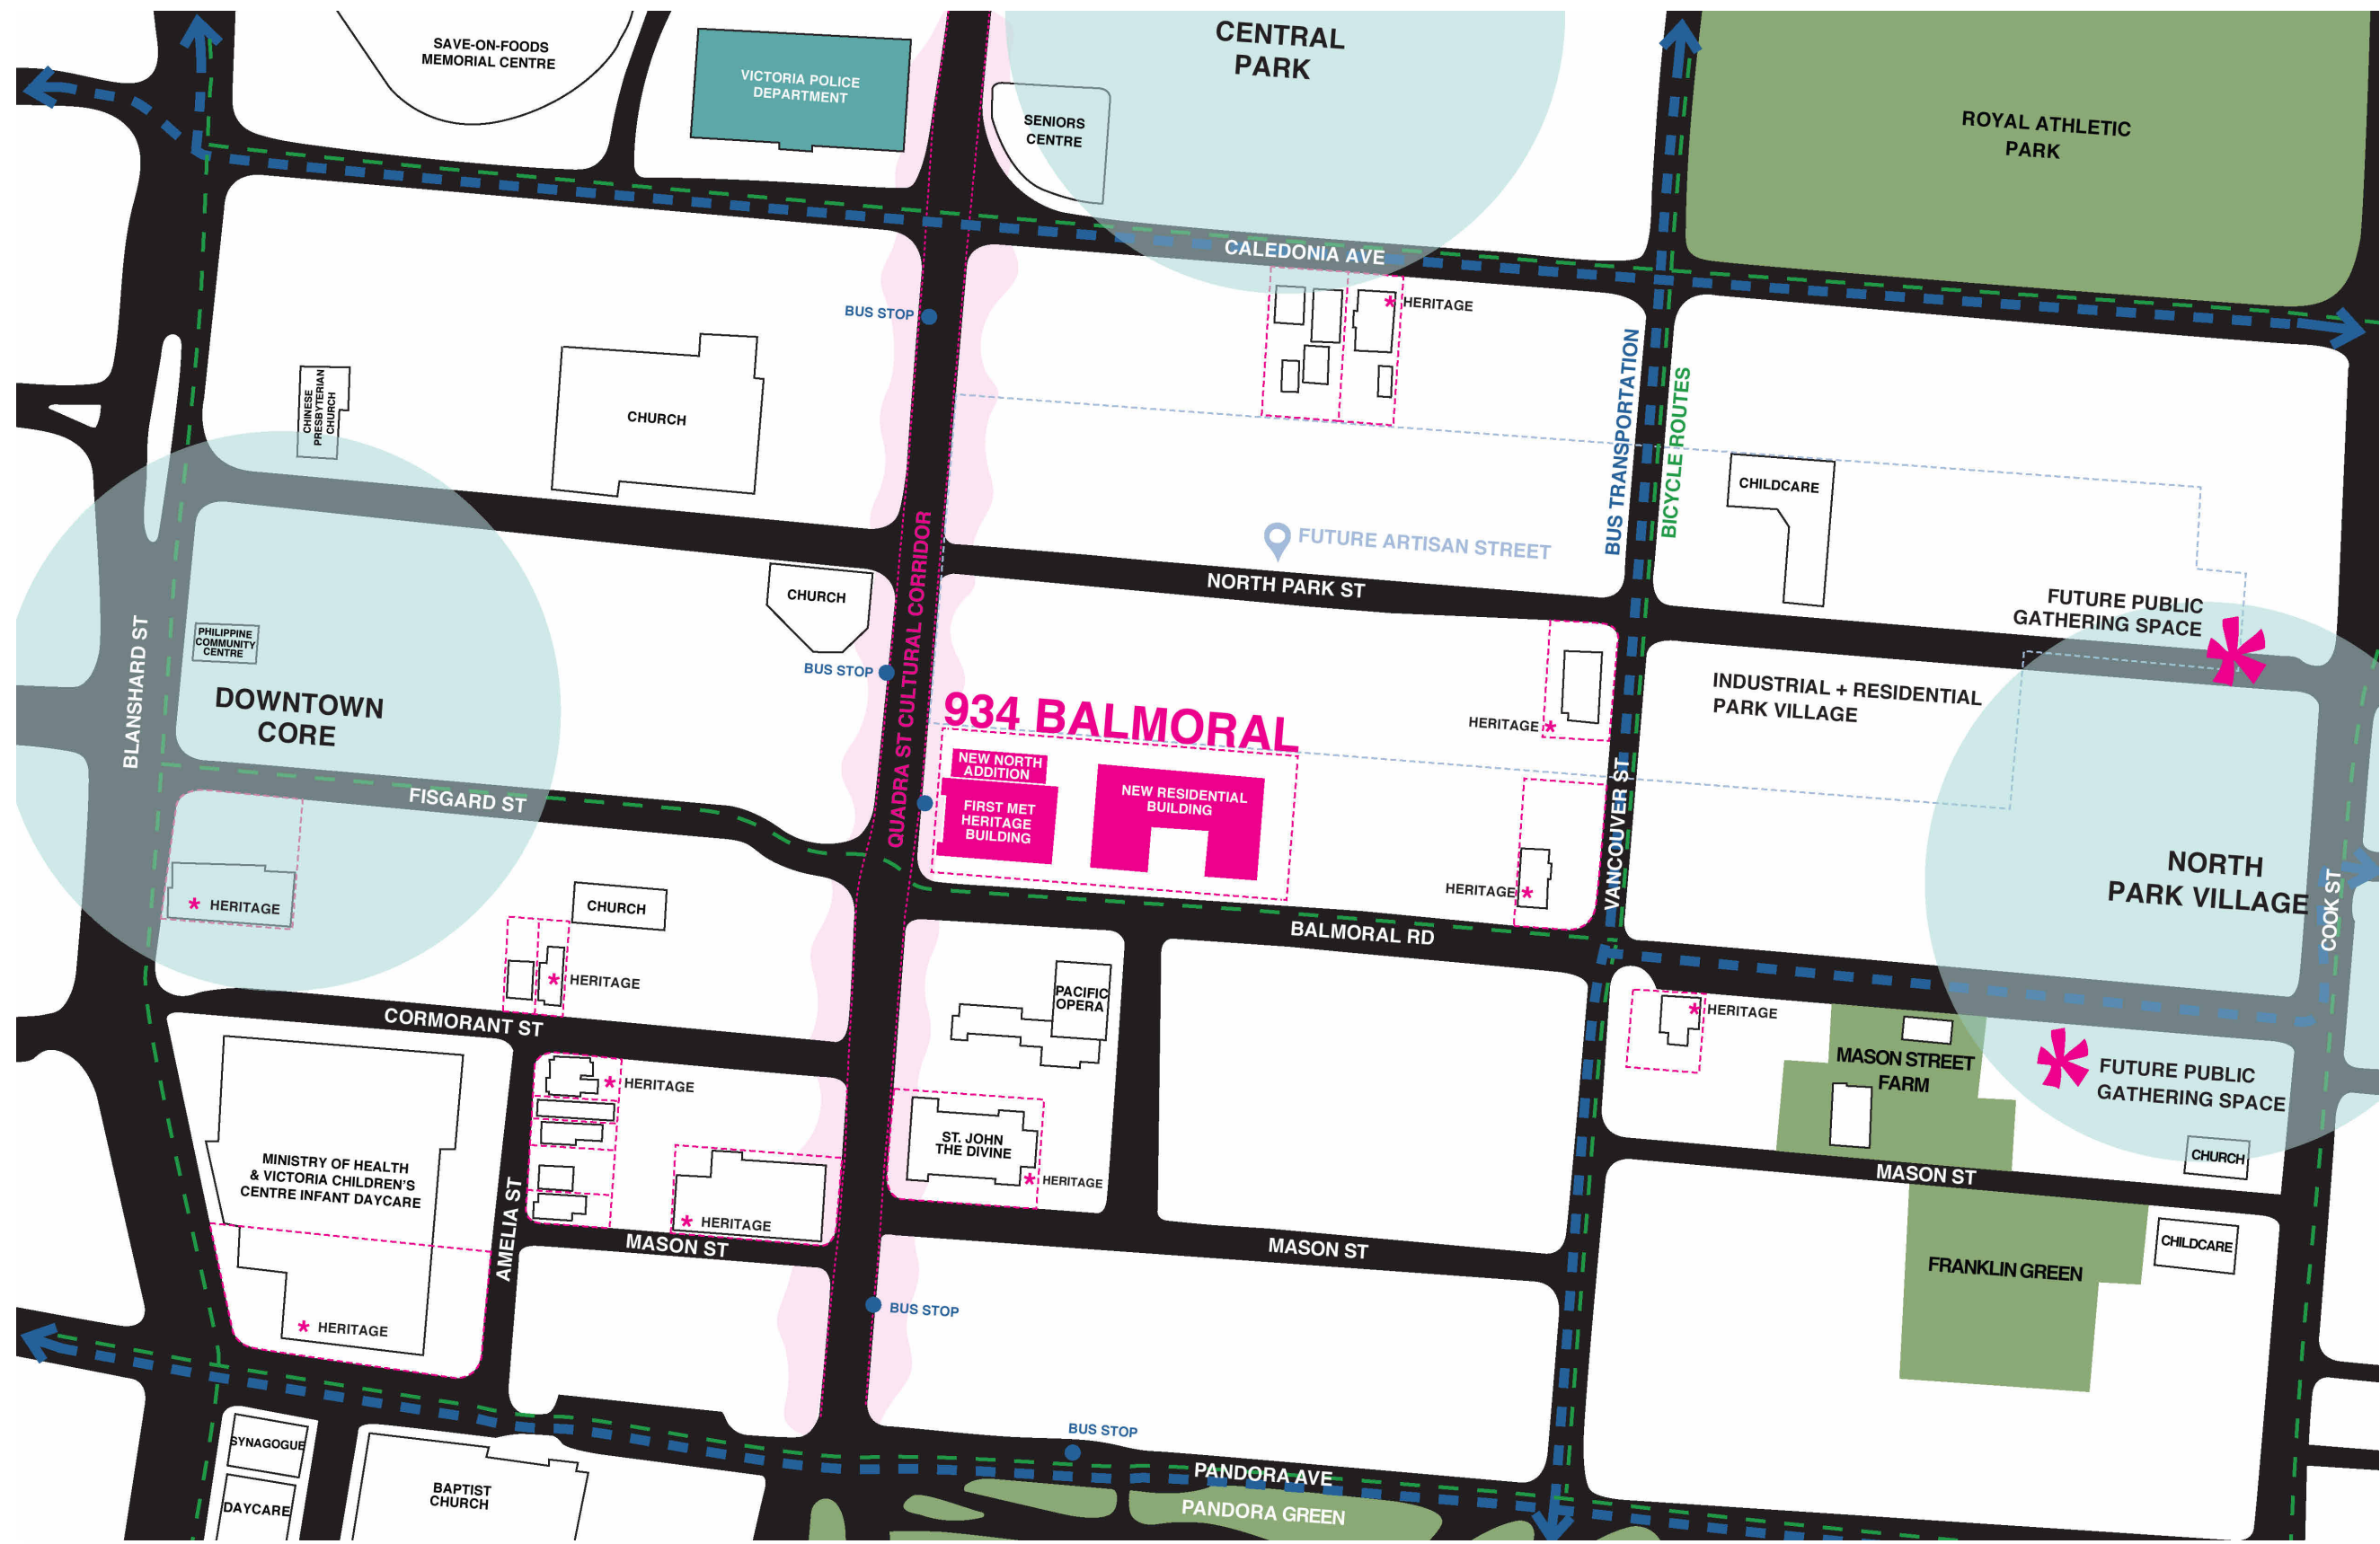 SAVE-ON-FOODS
MEMORIAL CENTRE
VICTORIA POLICE
DEPARTMENT
CENTRAL
PARK
SENIORS
CENTRE
ROYAL ATHLETIC
PARK
CALEDONIA AVE
HERITAGE
BUS STOP
CHINESE
PRESBYTERIAN
CHURCH
CHURCH
BUS TRANSPORTATION
BICYCLE ROUTES
CHILDCARE
FUTURE ARTISAN STREET
NORTH PARK ST
CHURCH
BUS STOP
QUADRA ST CULTURAL CORRIDOR
FUTURE PUBLIC
GATHERING SPACE
BLANSHARD ST
PHILIPPINE
COMMUNITY
CENTRE
DOWNTOWN
CORE
INDUSTRIAL + RESIDENTIAL
PARK VILLAGE
934 BALMORAL
HERITAGE
NEW NORTH
ADDITION
FIRST MET
HERITAGE
BUILDING
NEW RESIDENTIAL
BUILDING
FISGARD ST
VANCOUVER ST
NORTH
PARK VILLAGE
COOK ST
HERITAGE
HERITAGE
CHURCH
BALMORAL RD
HERITAGE
CORMORANT ST
PACIFIC
OPERA
HERITAGE
MASON STREET
FARM
FUTURE PUBLIC
GATHERING SPACE
HERITAGE
ST. JOHN
THE DIVINE
HERITAGE
CHURCH
MINISTRY OF HEALTH
& VICTORIA CHILDREN'S
CENTRE INFANT DAYCARE
AMELIA ST
HERITAGE
MASON ST
MASON ST
MASON ST
CHILDCARE
FRANKLIN GREEN
BUS STOP
HERITAGE
BUS STOP
SYNAGOGUE
DAYCARE
BAPTIST
CHURCH
PANDORA AVE
PANDORA GREEN